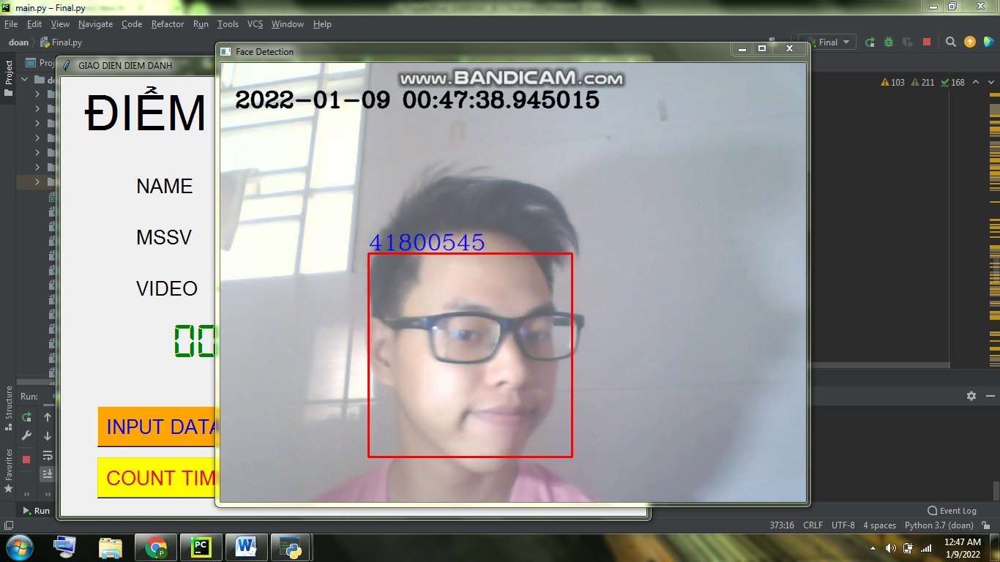 main.py – Final.py
File Edit View Navigate Code Refactor Run Tools VCS Window Help
doan Final.py
Final
Project
Proj
GIAO DIEN DIEM DANH
Face Detection
103 211 168
WWW.BANDICAM.COM
2022-01-09 00:47:38.945015
ĐIỂM
NAME
MSSV
VIDEO
00
41800545
INPUT DATA
COUNT TIM
Structure
Favorites
Run:
Run
Event Log
373:16 CRLF UTF-8 4 spaces Python 3.7 (doan)
12:47 AM
1/9/2022